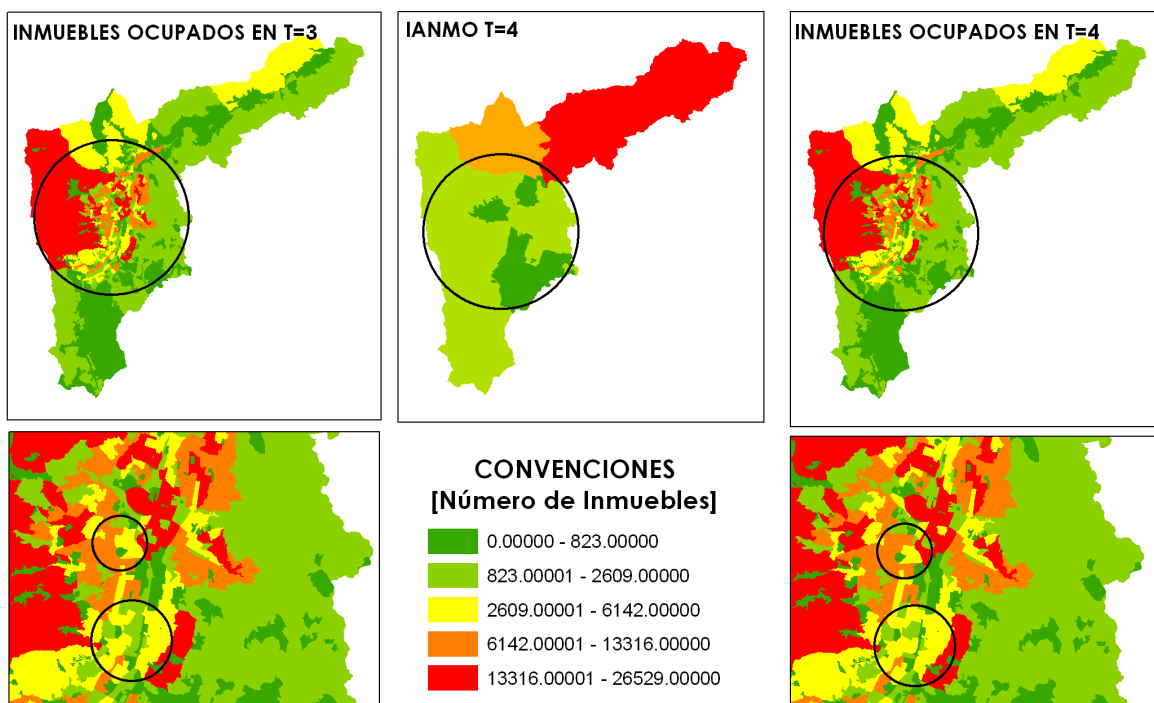 INMUEBLES OCUPADOS EN T=3
IANMO T=4
INMUEBLES OCUPADOS EN T=4
CONVENCIONES
[Número de Inmuebles]
0.00000 - 823.00000
823.00001 - 2609.00000
2609.00001 - 6142.00000
6142.00001 - 13316.00000
13316.00001 - 26529.00000